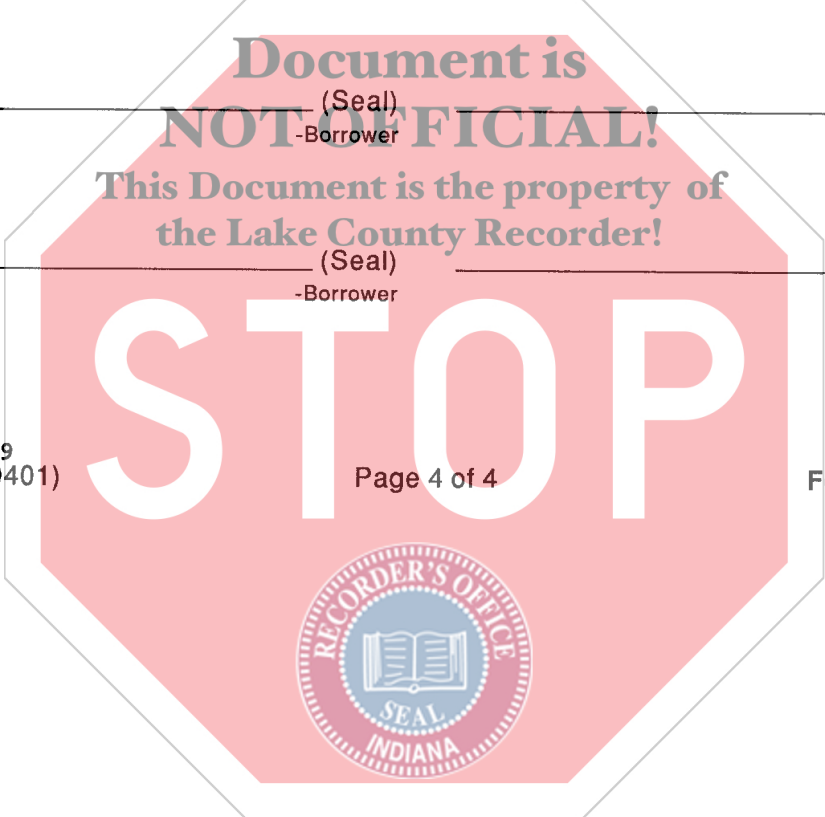 Document is
(Seal)
NOT OFFICIAL!
-Borrower
This Document is the property of
the Lake County Recorder!
(Seal)
-Borrower
STOP
9
401)
Page 4 of 4
F
RECORDER'S OFFICE
SEAL
INDIANA